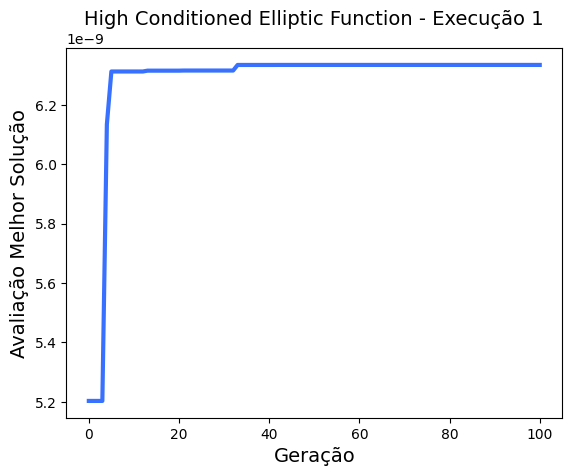 High Conditioned Elliptic Function - Execução 1
1e−9
6.2
6.0
5.8
5.6
5.4
5.2
Avaliação Melhor Solução
0 20 40 60 80 100
Geração